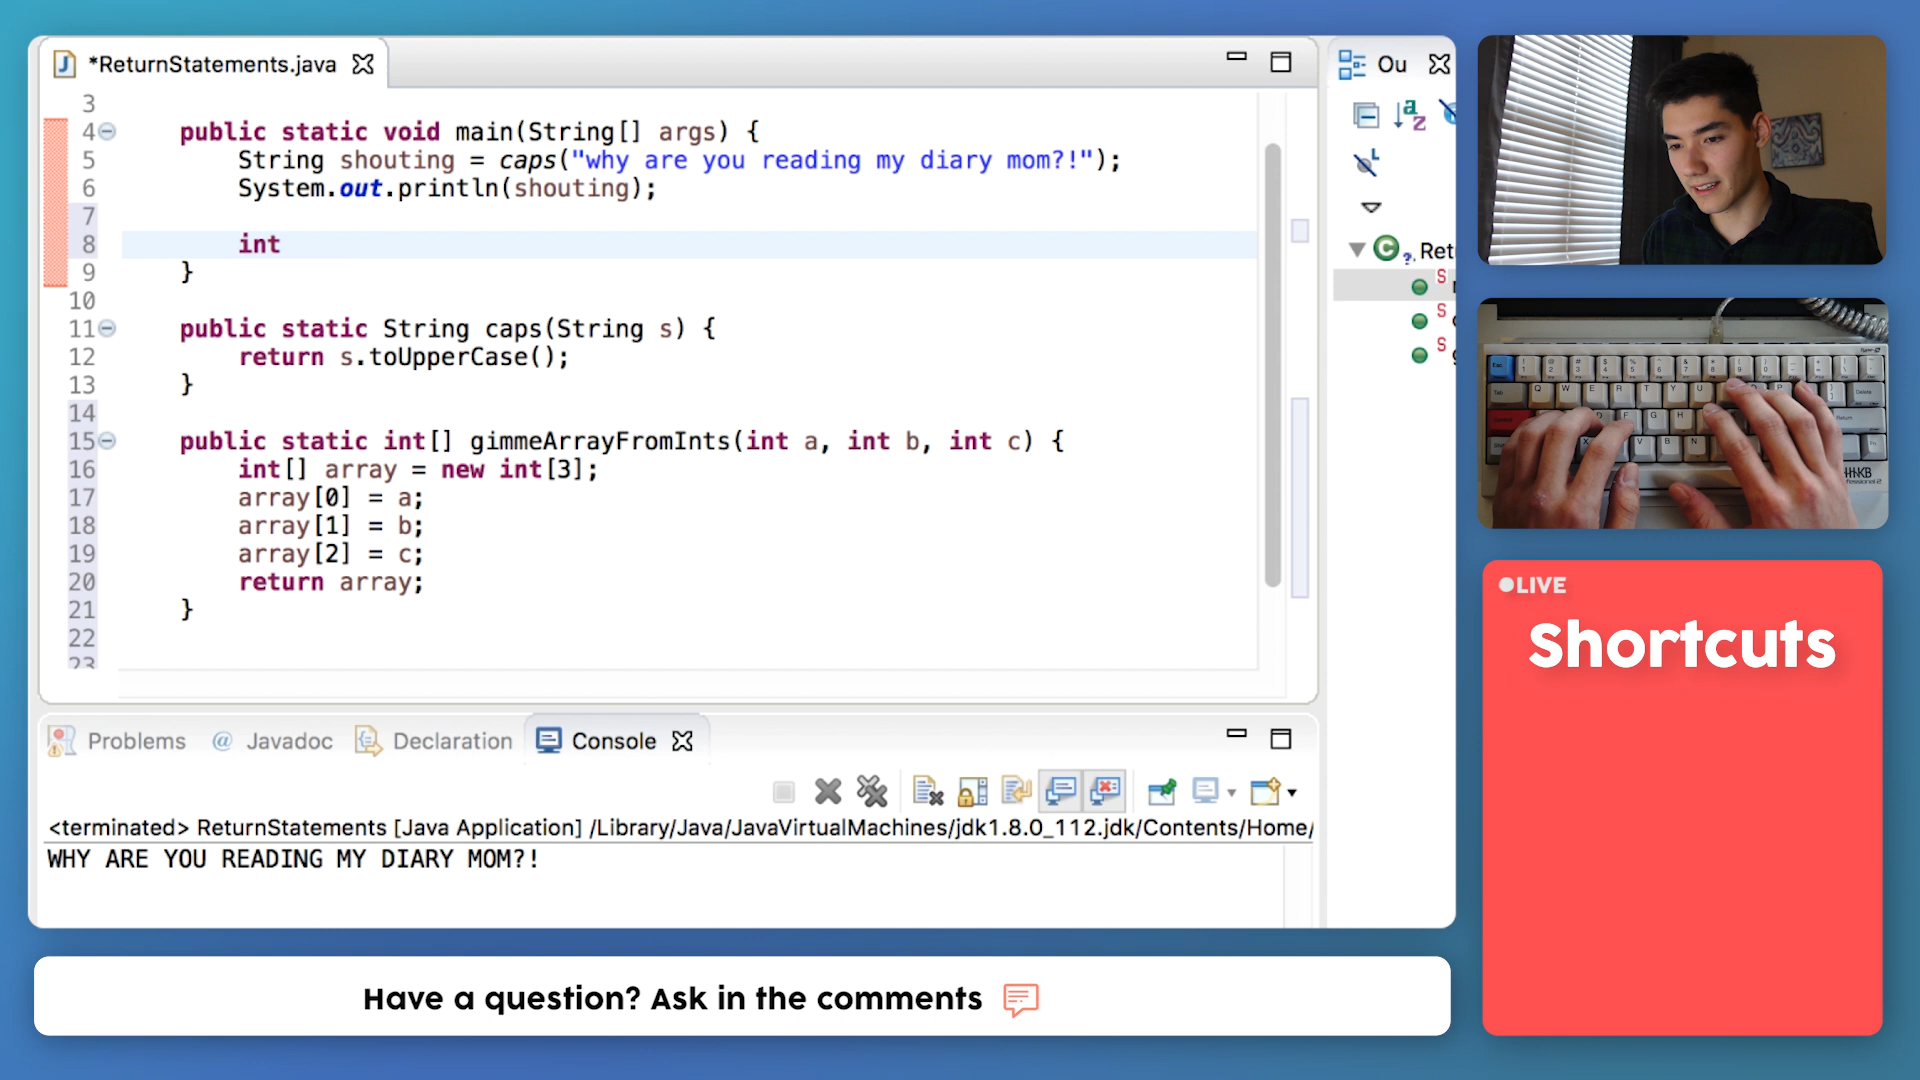 *ReturnStatements.java
3
4 public static void main(String[] args) {
5 String shouting = caps("why are you reading my diary mom?!");
6 System.out.println(shouting);
7
8 int
9 }
10
11 public static String caps(String s) {
12 return s.toUpperCase();
13 }
14
15 public static int[] gimmeArrayFromInts(int a, int b, int c) {
16 int[] array = new int[3];
17 array[0] = a;
18 array[1] = b;
19 array[2] = c;
20 return array;
21 }
22
23
Ou
Ret
Problems @ Javadoc Declaration Console
<terminated> ReturnStatements [Java Application] /Library/Java/JavaVirtualMachines/jdk1.8.0_112.jdk/Contents/Home/
WHY ARE YOU READING MY DIARY MOM?!
Have a question? Ask in the comments
LIVE
Shortcuts